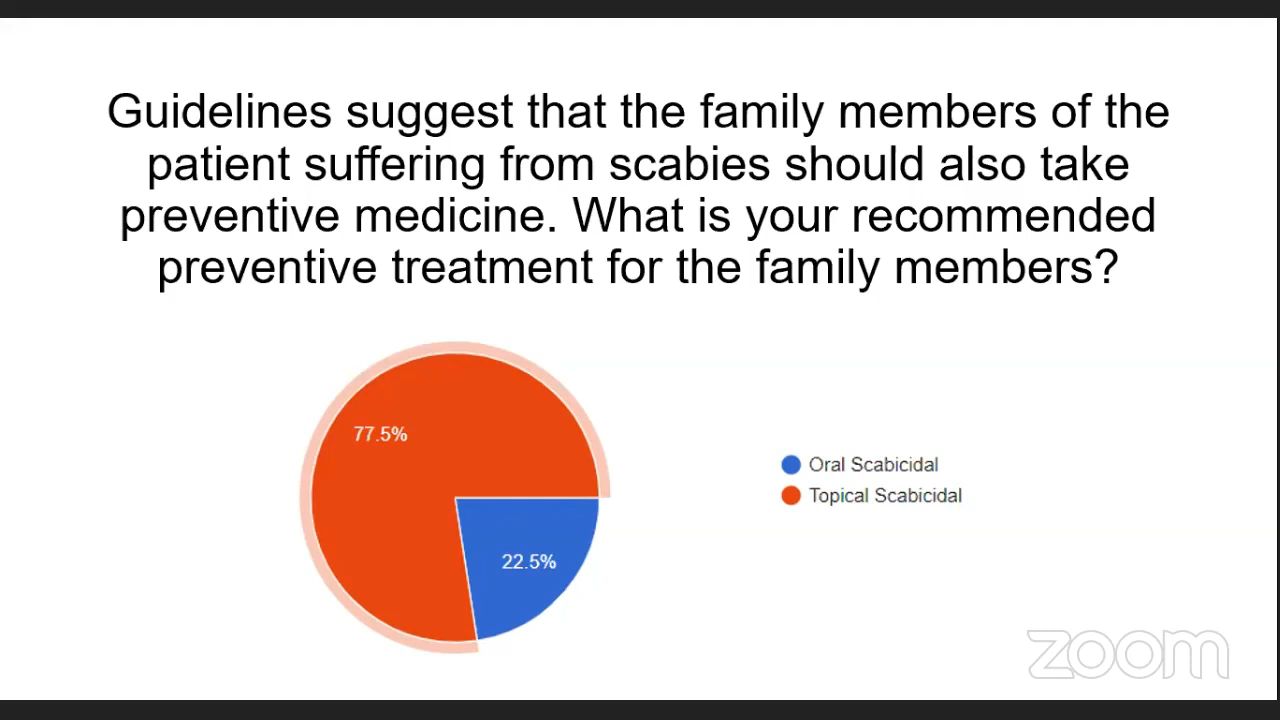 Guidelines suggest that the family members of the
patient suffering from scabies should also take
preventive medicine. What is your recommended
preventive treatment for the family members?
77.5%
22.5%
Oral Scabicidal
Topical Scabicidal
zoom